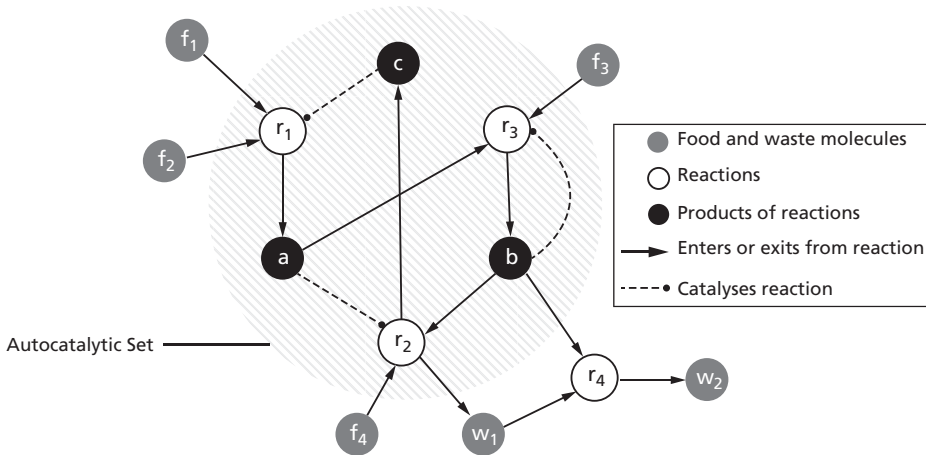 f1
c
f3
r1
r3
f2
a
b
r2
r4
w2
f4
w1
Autocatalytic Set
Food and waste molecules
Reactions
Products of reactions
Enters or exits from reaction
Catalyses reaction